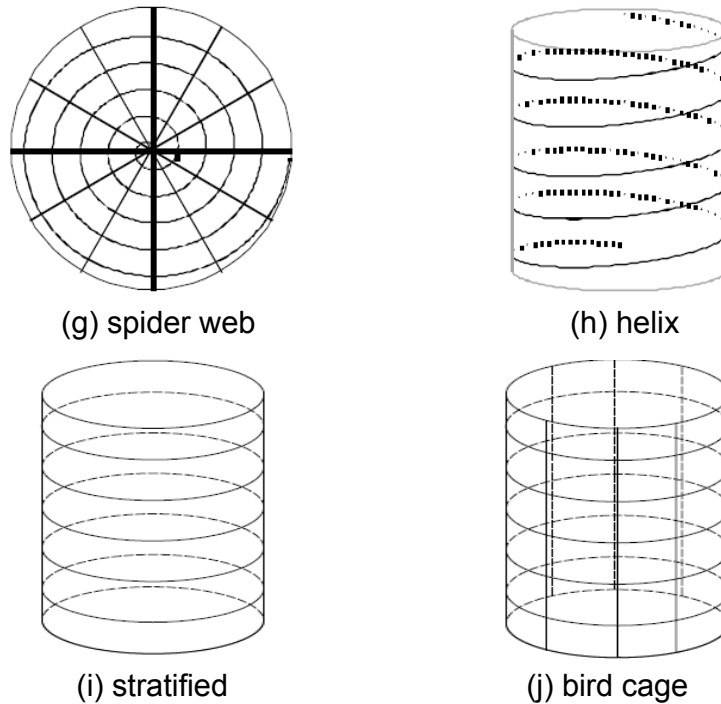 (g) spider web
(h) helix
(i) stratified
(j) bird cage